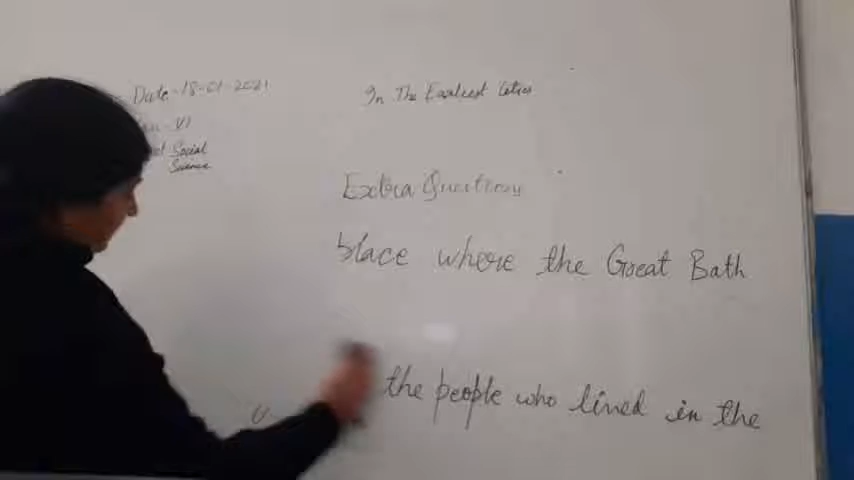 Date-18-01-2021
In The Earliest Cities
VI
Social
Science
Extra Questions
place where the Great Bath
the people who lived in the